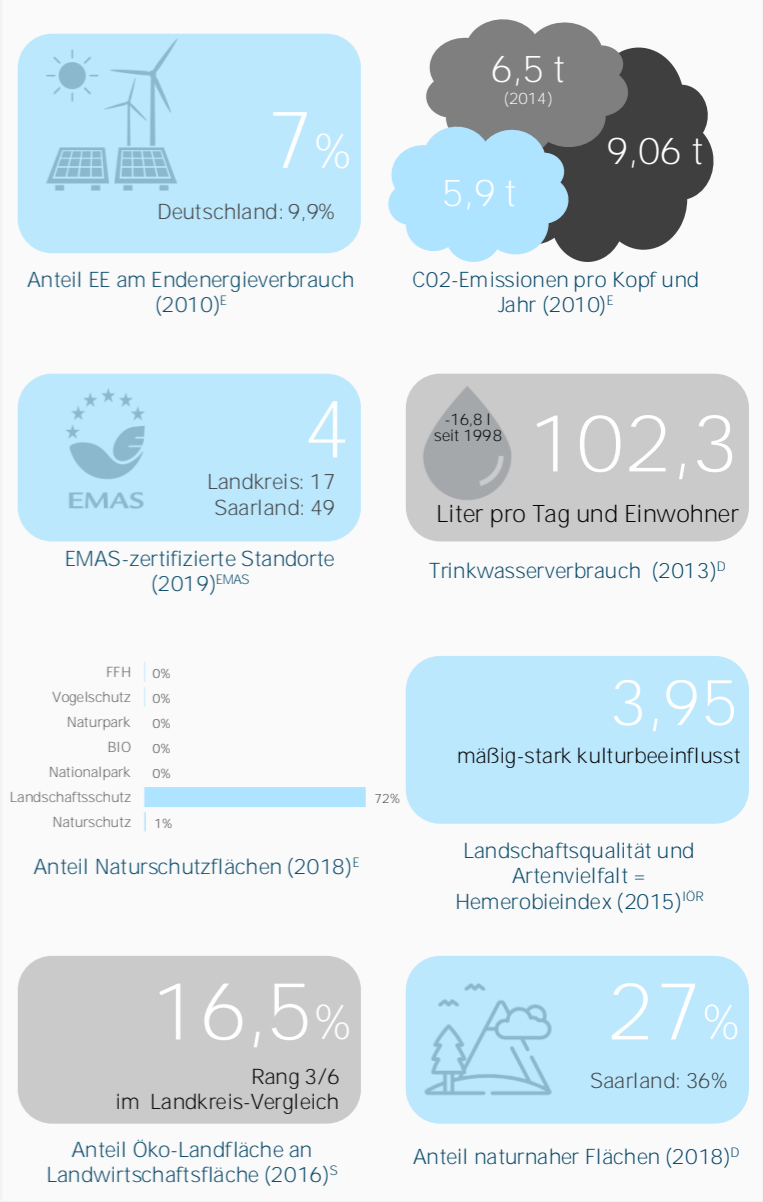 7%
Deutschland: 9,9%
Anteil EE am Endenergieverbrauch
(2010)E
6,5 t
(2014)
9,06 t
5,9 t
C02-Emissionen pro Kopf und
Jahr (2010)E
EMAS
4
Landkreis: 17
Saarland: 49
EMAS-zertifizierte Standorte
(2019)EMAS
-16,8 l
seit 1998
102,3
Liter pro Tag und Einwohner
Trinkwasserverbrauch (2013)D
FFH 0%
Vogelschutz 0%
Naturpark 0%
BIO 0%
Nationalpark 0%
Landschaftsschutz 72%
Naturschutz 1%
Anteil Naturschutzflächen (2018)E
3,95
mäßig-stark kulturbeeinflusst
Landschaftsqualität und
Artenvielfalt =
Hemerobieindex (2015)IÖR
16,5%
Rang 3/6
im Landkreis-Vergleich
Anteil Öko-Landfläche an
Landwirtschaftsfläche (2016)S
27%
Saarland: 36%
Anteil naturnaher Flächen (2018)D